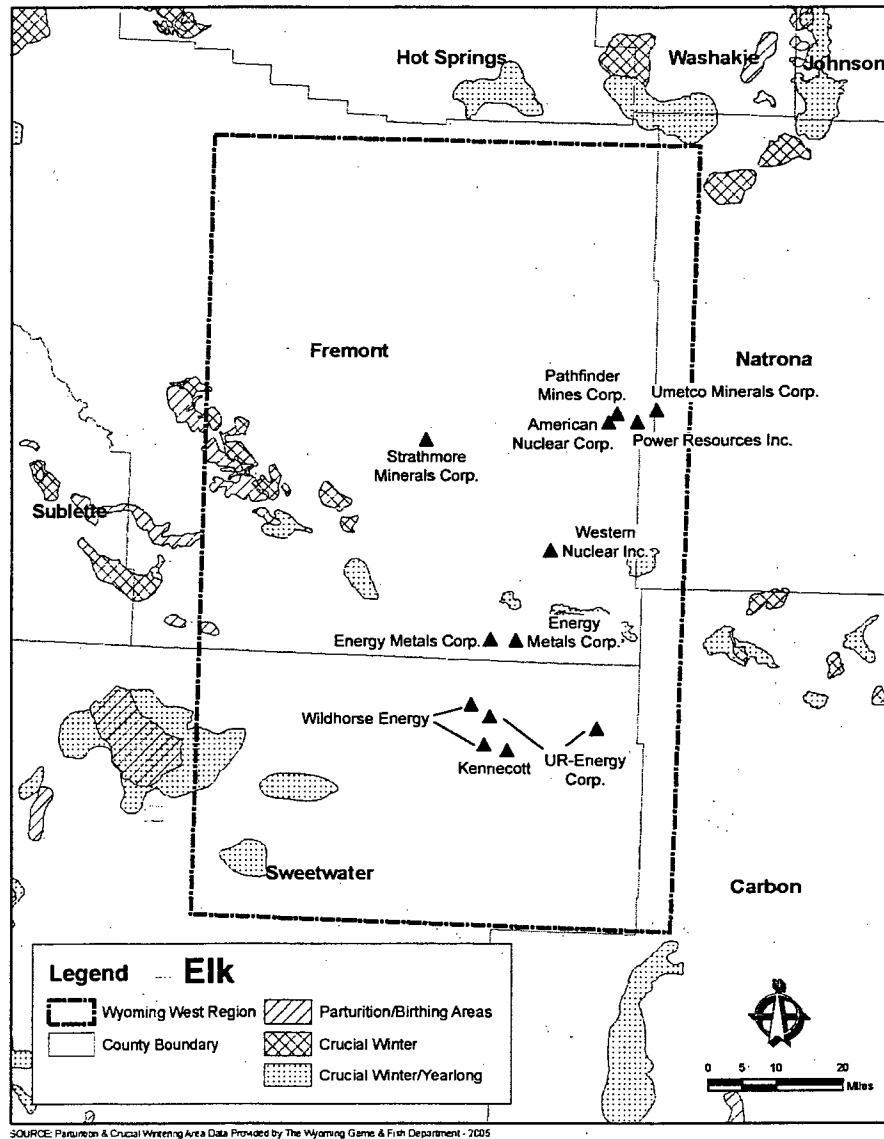 Hot Springs
Washakie
Johnson
Fremont
Natrona
Pathfinder
Mines Corp.
Umetco Minerals Corp.
American
Nuclear Corp.
Power Resources Inc.
Strathmore
Minerals Corp.
Sublette
Western
Nuclear Inc.
Energy Metals Corp.
Energy
Metals Corp.
Wildhorse Energy
Kennecott
UR-Energy
Corp.
Sweetwater
Carbon
Legend
Elk
Wyoming West Region
County Boundary
Parturition/Birthing Areas
Crucial Winter
Crucial Winter/Yearlong
0 5 10 20
Miles
SOURCE: Parturition & Crucial Wintering Area Data Provided by The Wyoming Game & Fish Department - 2005